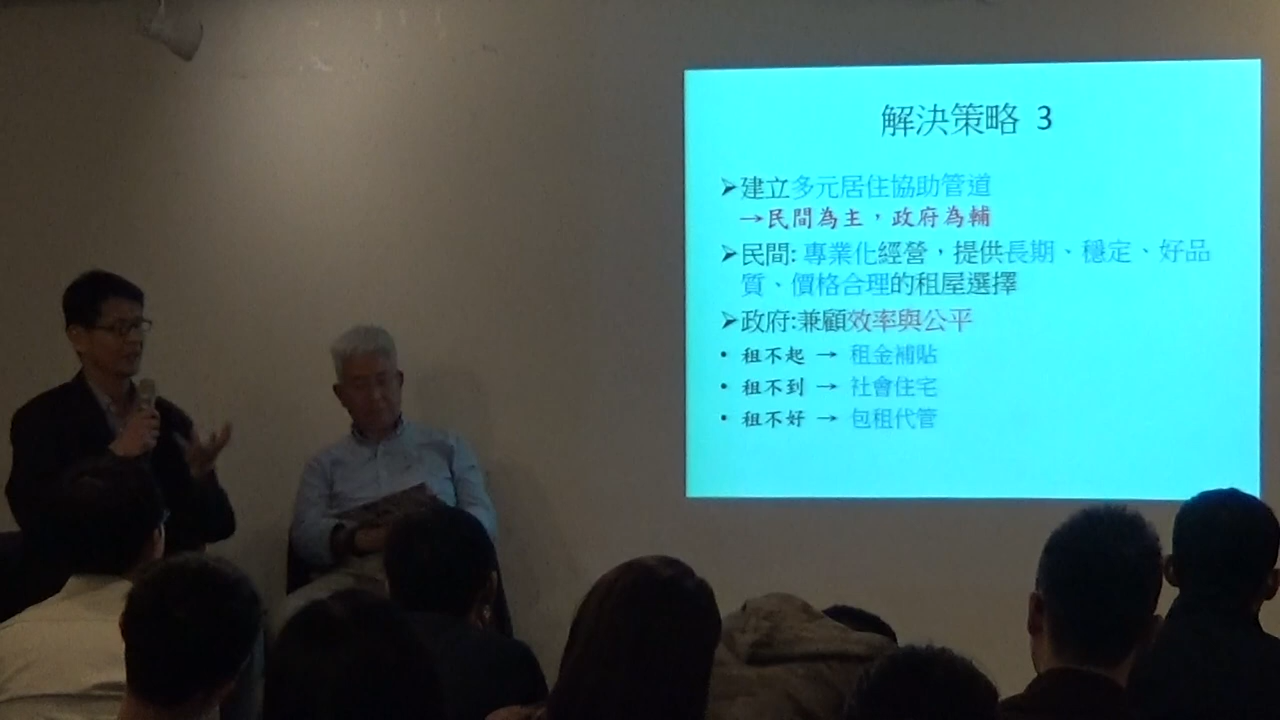 解決策略 3
➢建立多元居住協助管道
→民間為主，政府為輔
➢民間: 專業化經營，提供長期、穩定、好品
質、價格合理的租屋選擇
➢政府:兼顧效率與公平
• 租不起 → 租金補貼
• 租不到 → 社會住宅
• 租不好 → 包租代管